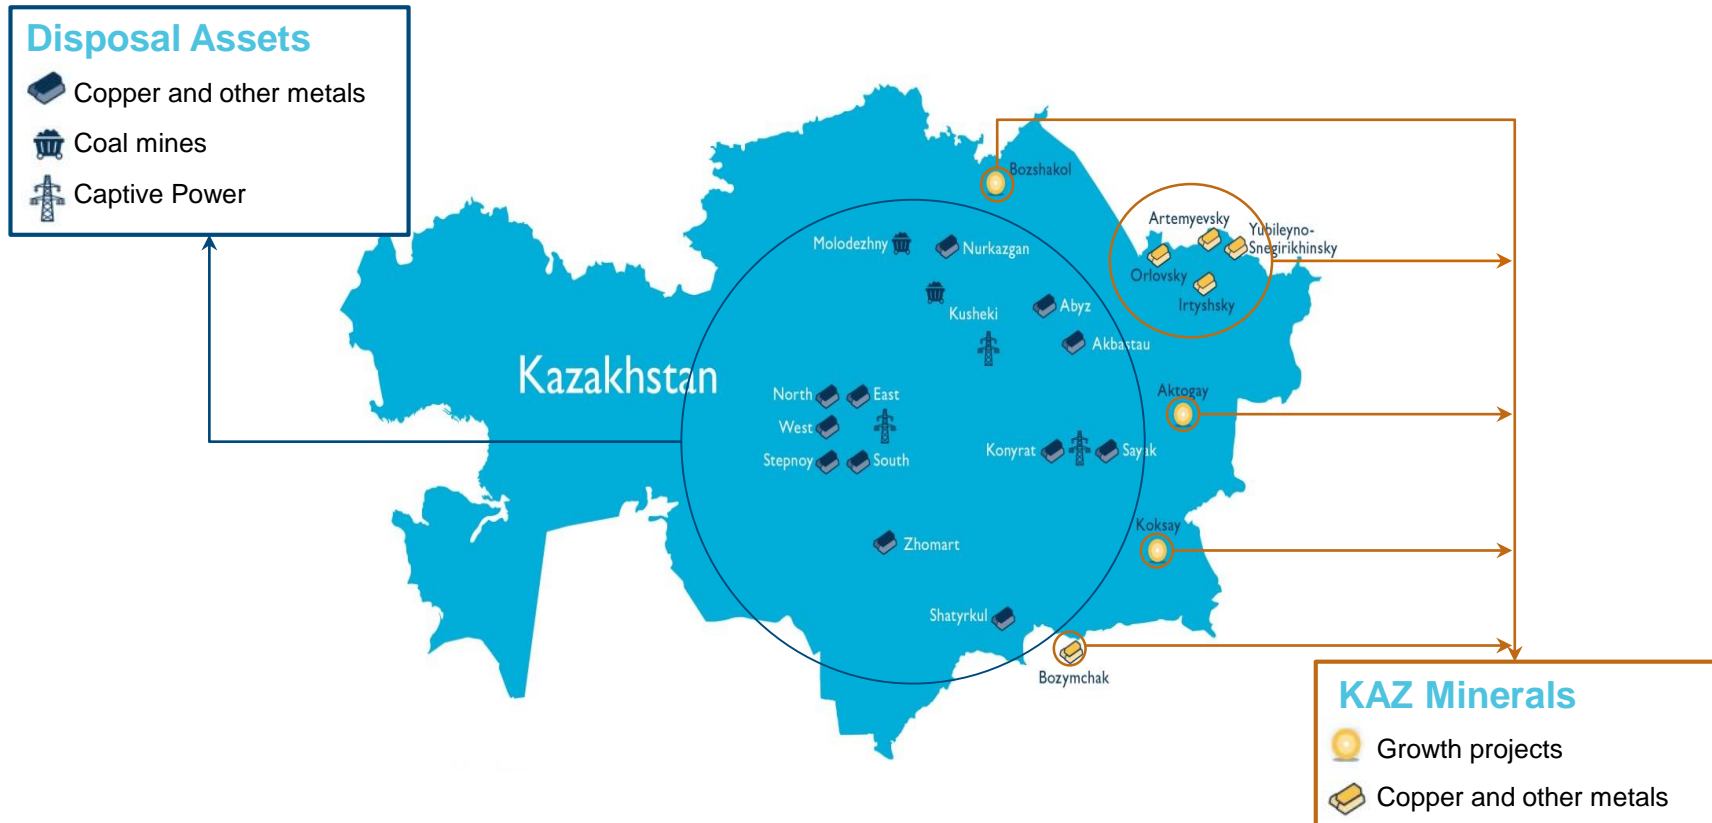 Disposal Assets
Copper and other metals
Coal mines
Captive Power
Bozshakol
Artemyevsky
Yubileyno-
Snegirikhinsky
Orlovsky
Irtyshsky
Molodezhny
Nurkazgan
Kusheki
Abyz
Akbastau
Kazakhstan
North
East
West
Stepnoy
South
Aktogay
Konyrat
Sayak
Koksay
Zhomart
Shatyrkul
Bozymchak
KAZ Minerals
Growth projects
Copper and other metals